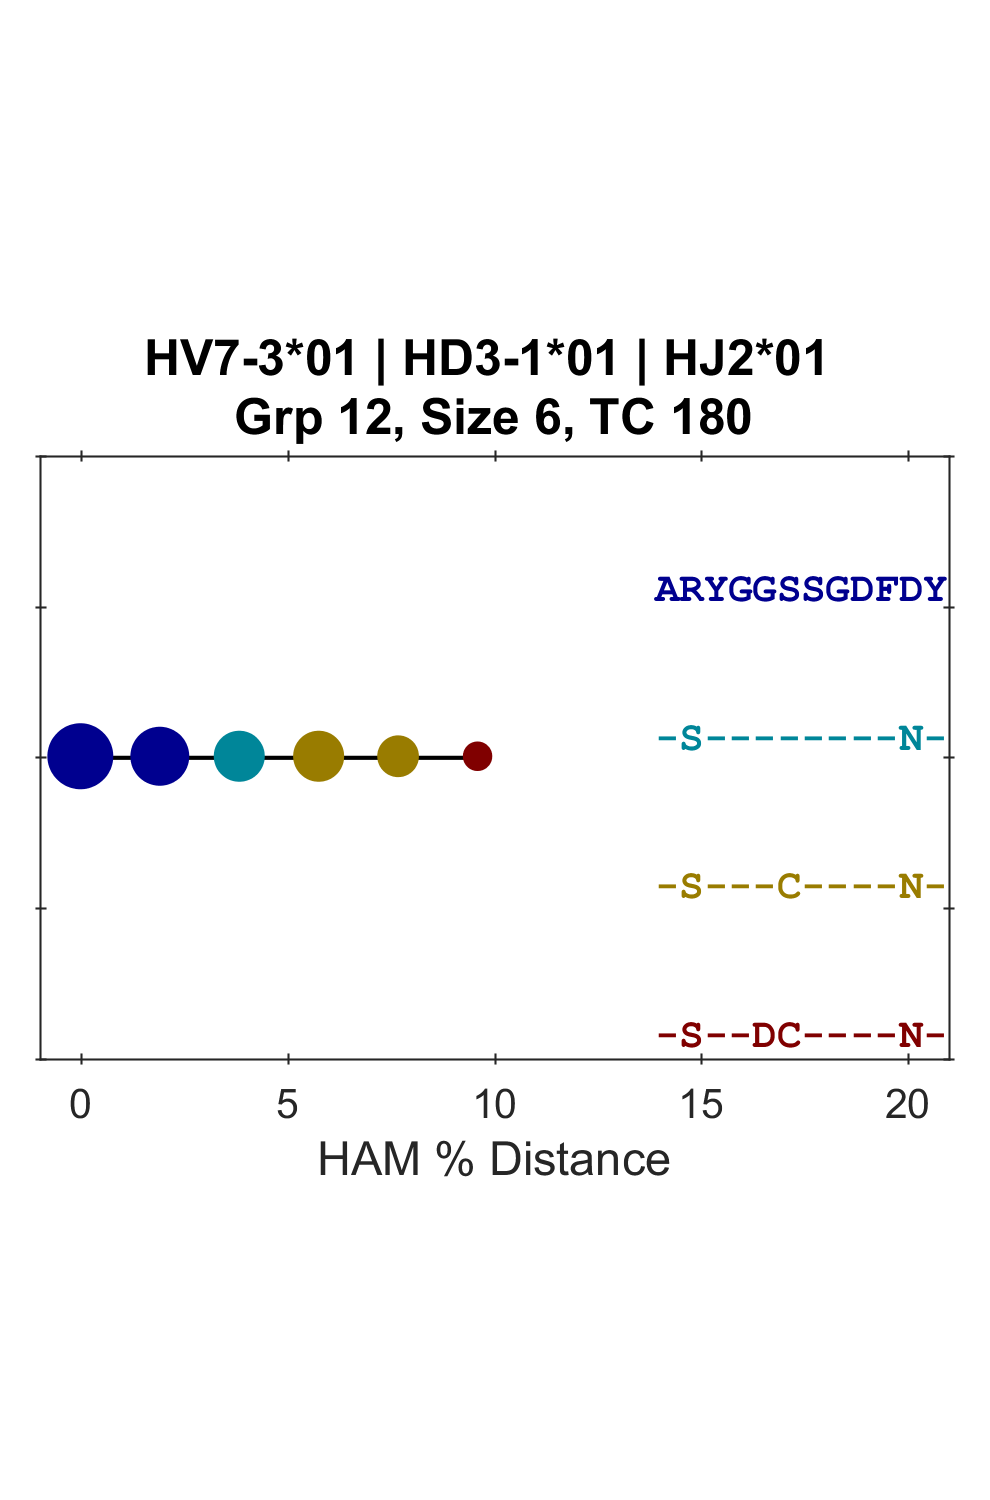 HV7-3*01 | HD3-1*01 | HJ2*01
Grp 12, Size 6, TC 180
ARYGGSSGDFDY
-S--------N-
-S---C----N-
-S--DC----N-
0 5 10 15 20
HAM % Distance